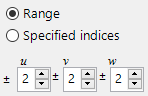 Range
Specified indices
u v w
± 2 ± 2 ± 2